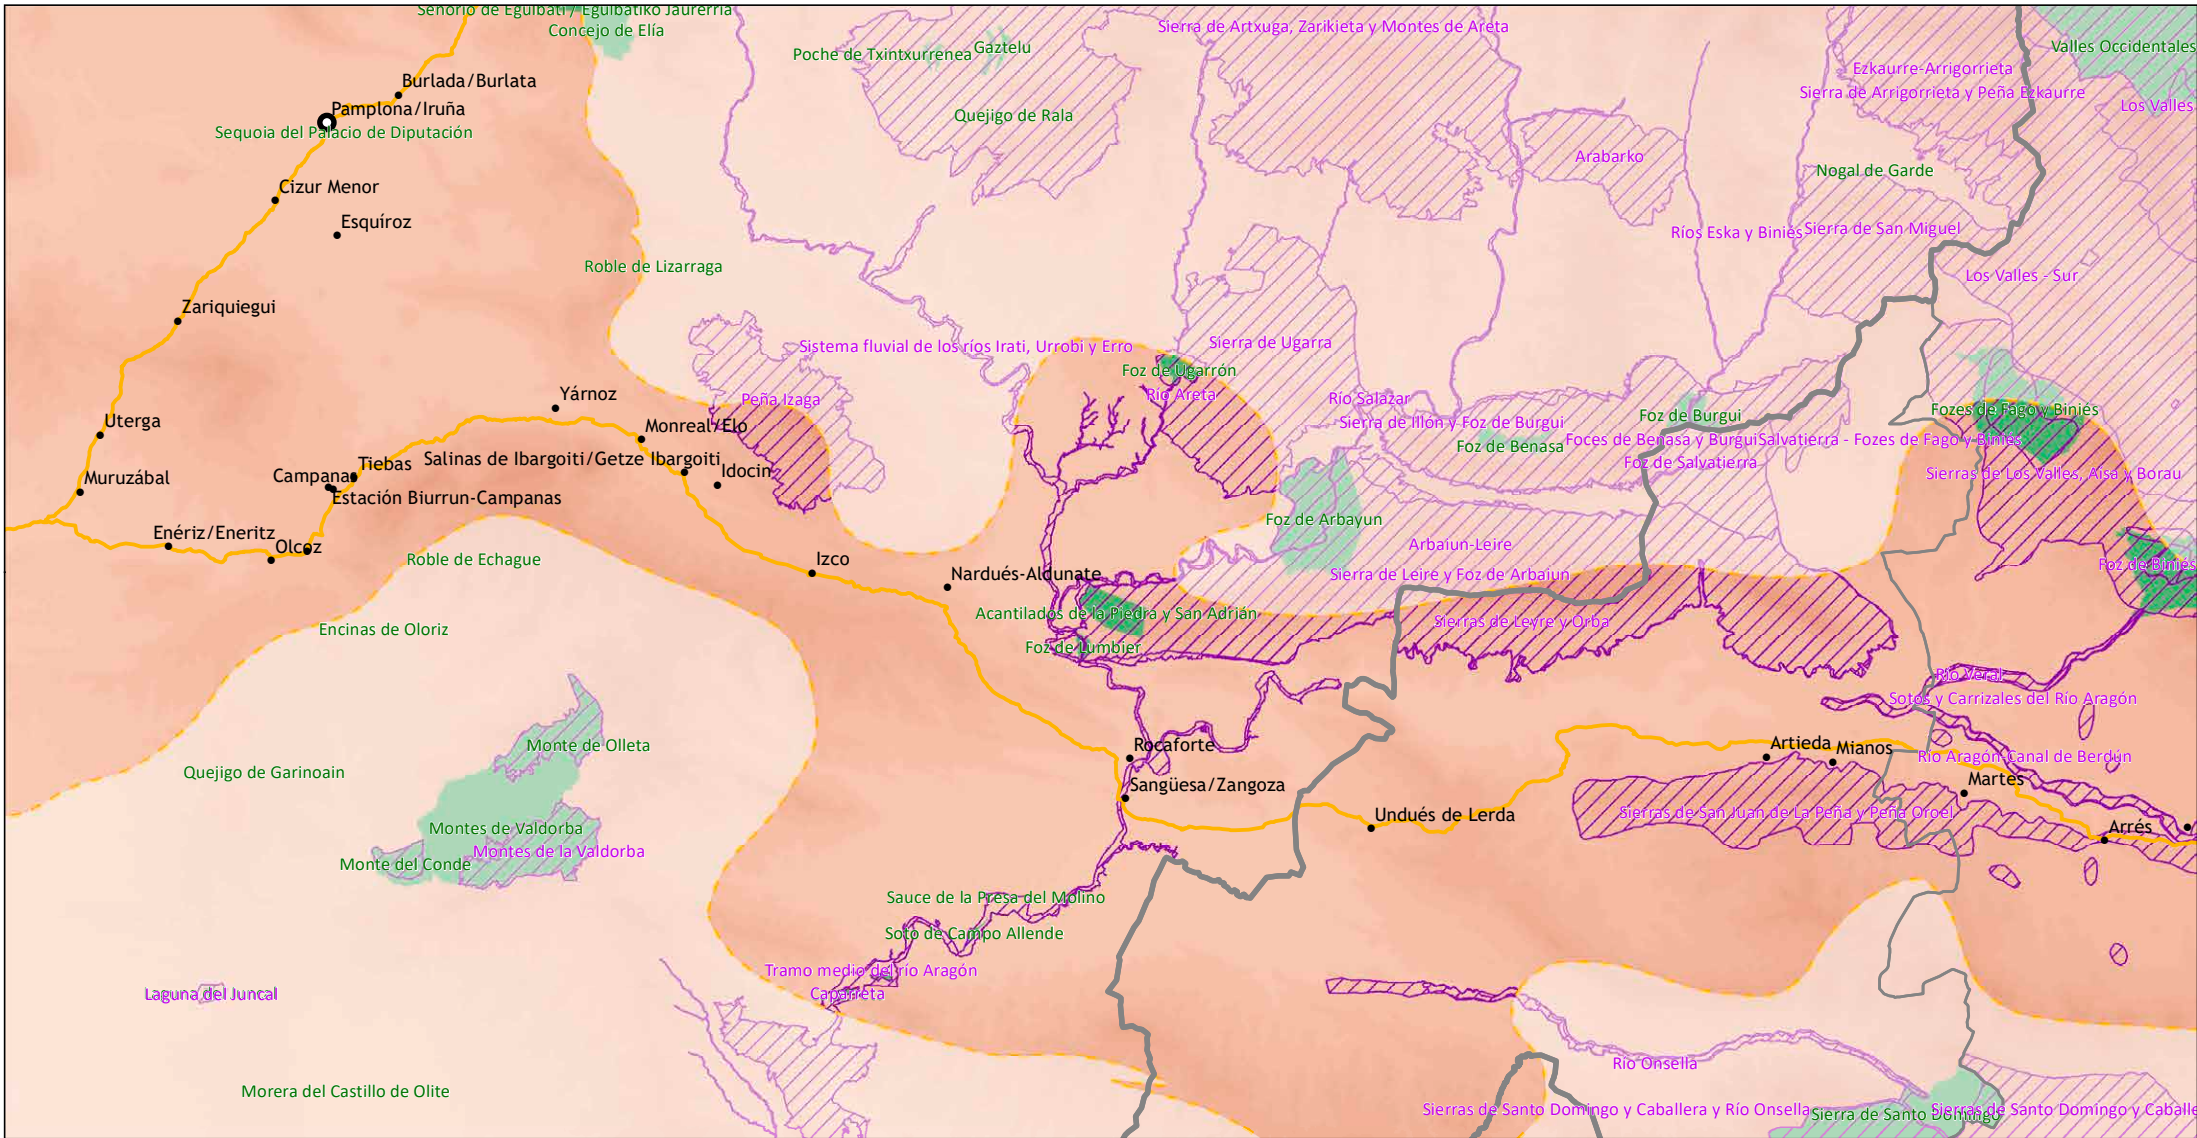 Señorío de Egulbati / Egulbatiko Jaurerria
Concejo de Elía
Sierra de Artxuga, Zarikieta y Montes de Areta
Poche de Txintxurrenea
Gaztelu
Valles Occidentales
Burlada/Burlata
Ezkaurre-Arrigorrieta
Sierra de Arrigorrieta y Peña Ezkaurre
Los Valles
Pamplona/Iruña
Sequoia del Palacio de Diputación
Quejigo de Rala
Arabarko
Nogal de Garde
Cizur Menor
Esquíroz
Ríos Eska y Biniés
Sierra de San Miguel
Roble de Lizarraga
Los Valles - Sur
Zariquiegui
Sistema fluvial de los ríos Irati, Urrobi y Erro
Sierra de Ugarra
Foz de Ugarrón
Río Areta
Yárnoz
Peña Izaga
Río Salazar
Sierra de Illón y Foz de Burgui
Foz de Burgui
Fozes de Fago y Biniés
Uterga
Monreal/Elo
Foz de Benasa
Foces de Benasa y Burgui
Salvatierra - Fozes de Fago y Biniés
Foz de Salvatierra
Sierras de Los Valles, Aísa y Borau
Muruzábal
Campanas
Tiebas
Salinas de Ibargoiti/Getze Ibargoiti
Idocin
Estación Biurrun-Campanas
Foz de Arbayun
Enériz/Eneritz
Olcoz
Roble de Echague
Izco
Arbaiun-Leire
Sierra de Leire y Foz de Arbaiun
Foz de Biniés
Nardués-Aldunate
Acantilados de la Piedra y San Adrián
Sierras de Leyre y Orba
Encinas de Oloriz
Foz de Lumbier
Río Veral
Sotos y Carrizales del Río Aragón
Monte de Olleta
Rocaforte
Artieda
Mianos
Río Aragón-Canal de Berdún
Quejigo de Garinoain
Sangüesa/Zangoza
Martes
Undués de Lerda
Sierras de San Juan de La Peña y Peña Oroel
Montes de Valdorba
Arrés
Montes de la Valdorba
Monte del Conde
Sauce de la Presa del Molino
Soto de Campo Allende
Tramo medio del río Aragón
Caparreta
Laguna del Juncal
Río Onsella
Morera del Castillo de Olite
Sierras de Santo Domingo y Caballera y Río Onsella
Sierra de Santo Domingo
Sierras de Santo Domingo y Caballe